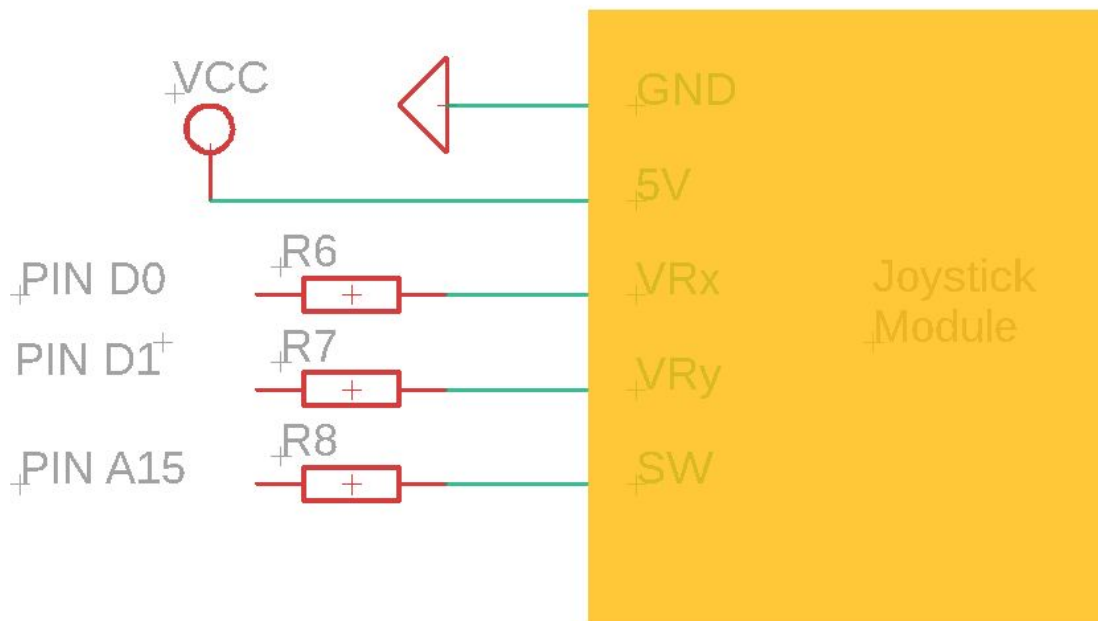 VCC
GND
5V
PIN D0
R6
VRx
Joystick
Module
PIN D1
R7
VRy
PIN A15
R8
SW